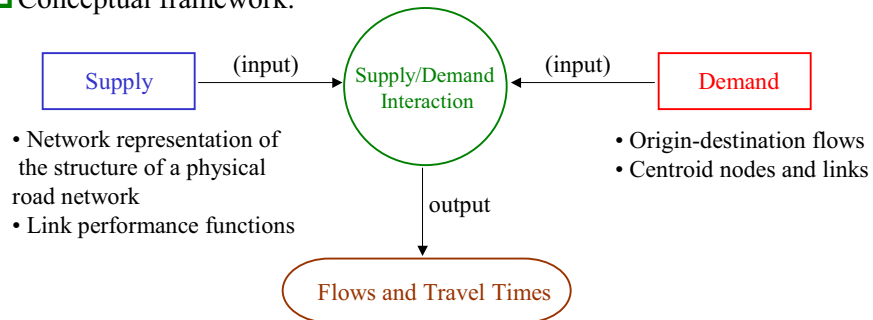 Conceptual framework:
(input)
(input)
Supply
Supply/Demand
Interaction
Demand
• Network representation of
the structure of a physical
road network
• Link performance functions
• Origin-destination flows
• Centroid nodes and links
output
Flows and Travel Times